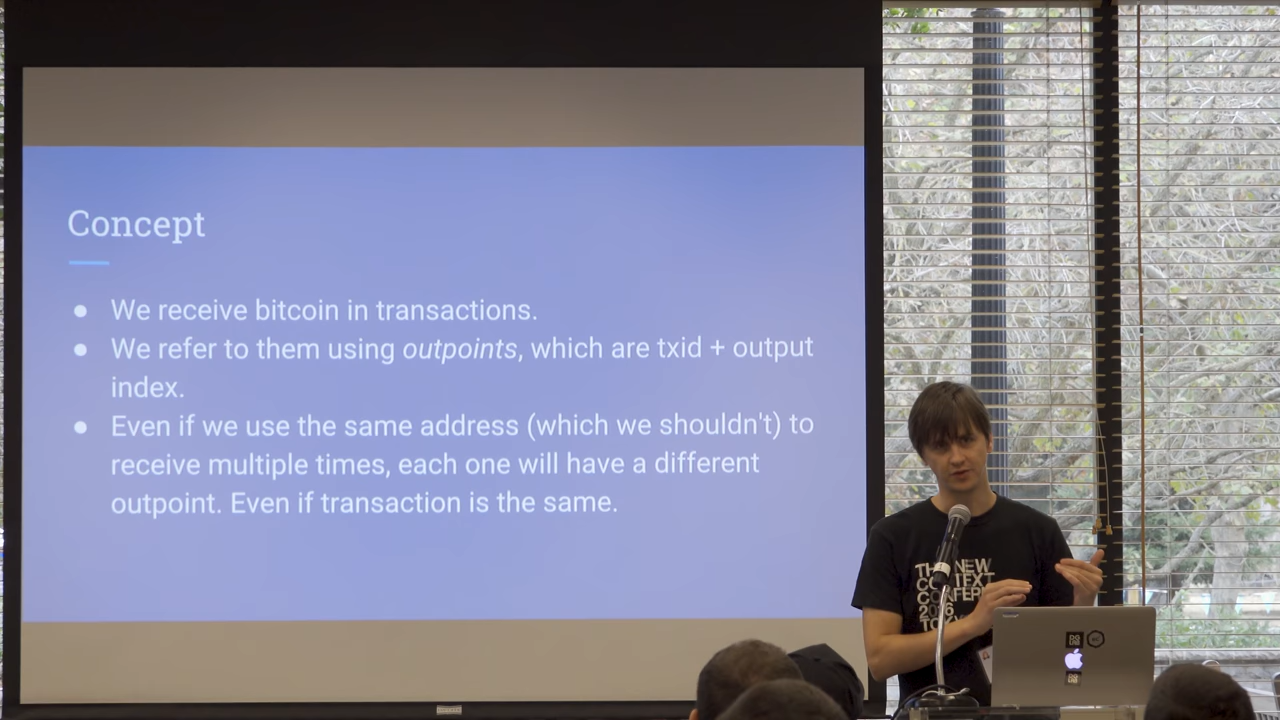 Concept
We receive bitcoin in transactions.
We refer to them using outpoints, which are txid + output
index.
Even if we use the same address (which we shouldn't) to
receive multiple times, each one will have a different
outpoint. Even if transaction is the same.
THE NEW
CONTEXT
2016